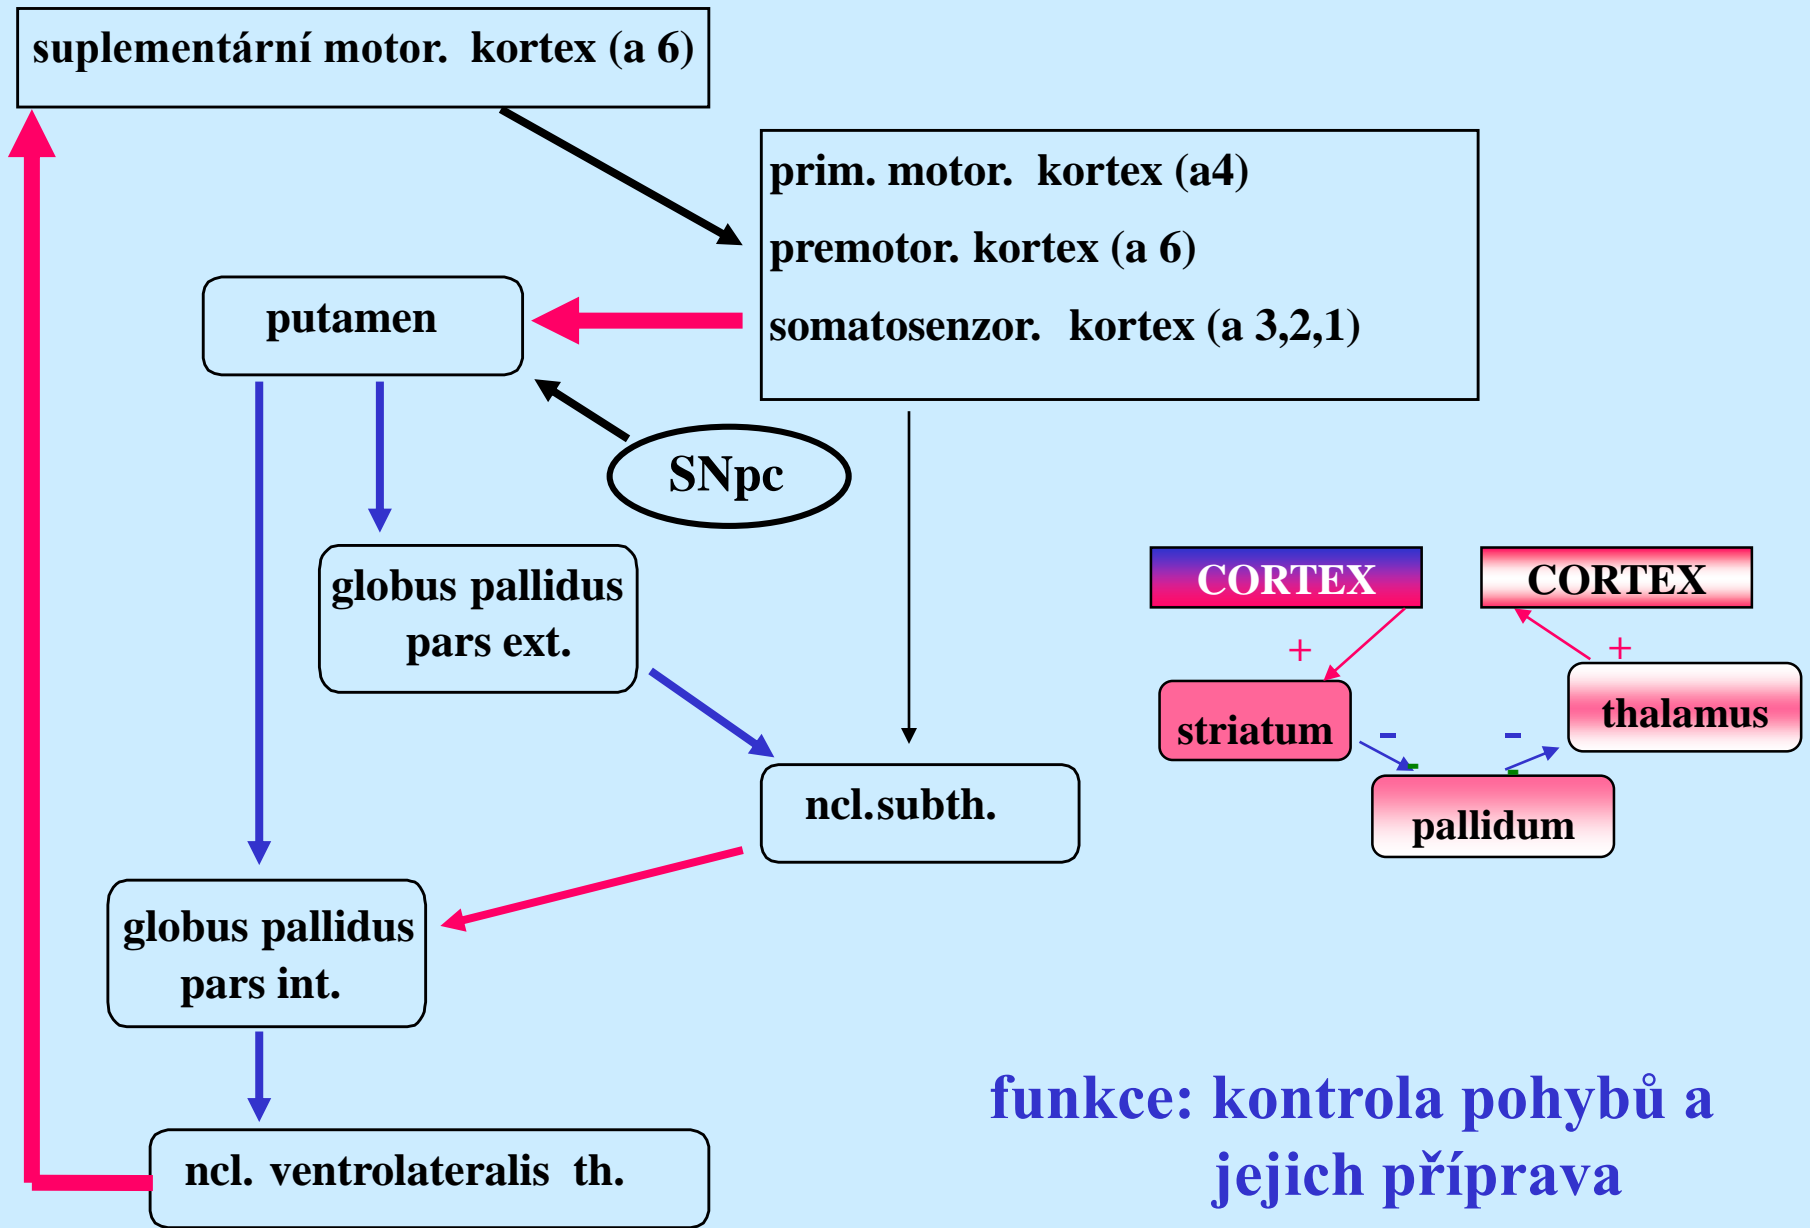 suplementární motor. kortex (a 6)
prim. motor. kortex (a4)
premotor. kortex (a 6)
somatosenzor. kortex (a 3,2,1)
putamen
SNpc
globus pallidus
pars ext.
CORTEX
CORTEX
+
+
striatum
thalamus
-
-
pallidum
ncl.subth.
globus pallidus
pars int.
ncl. ventrolateralis th.
funkce: kontrola pohybů a
jejich příprava